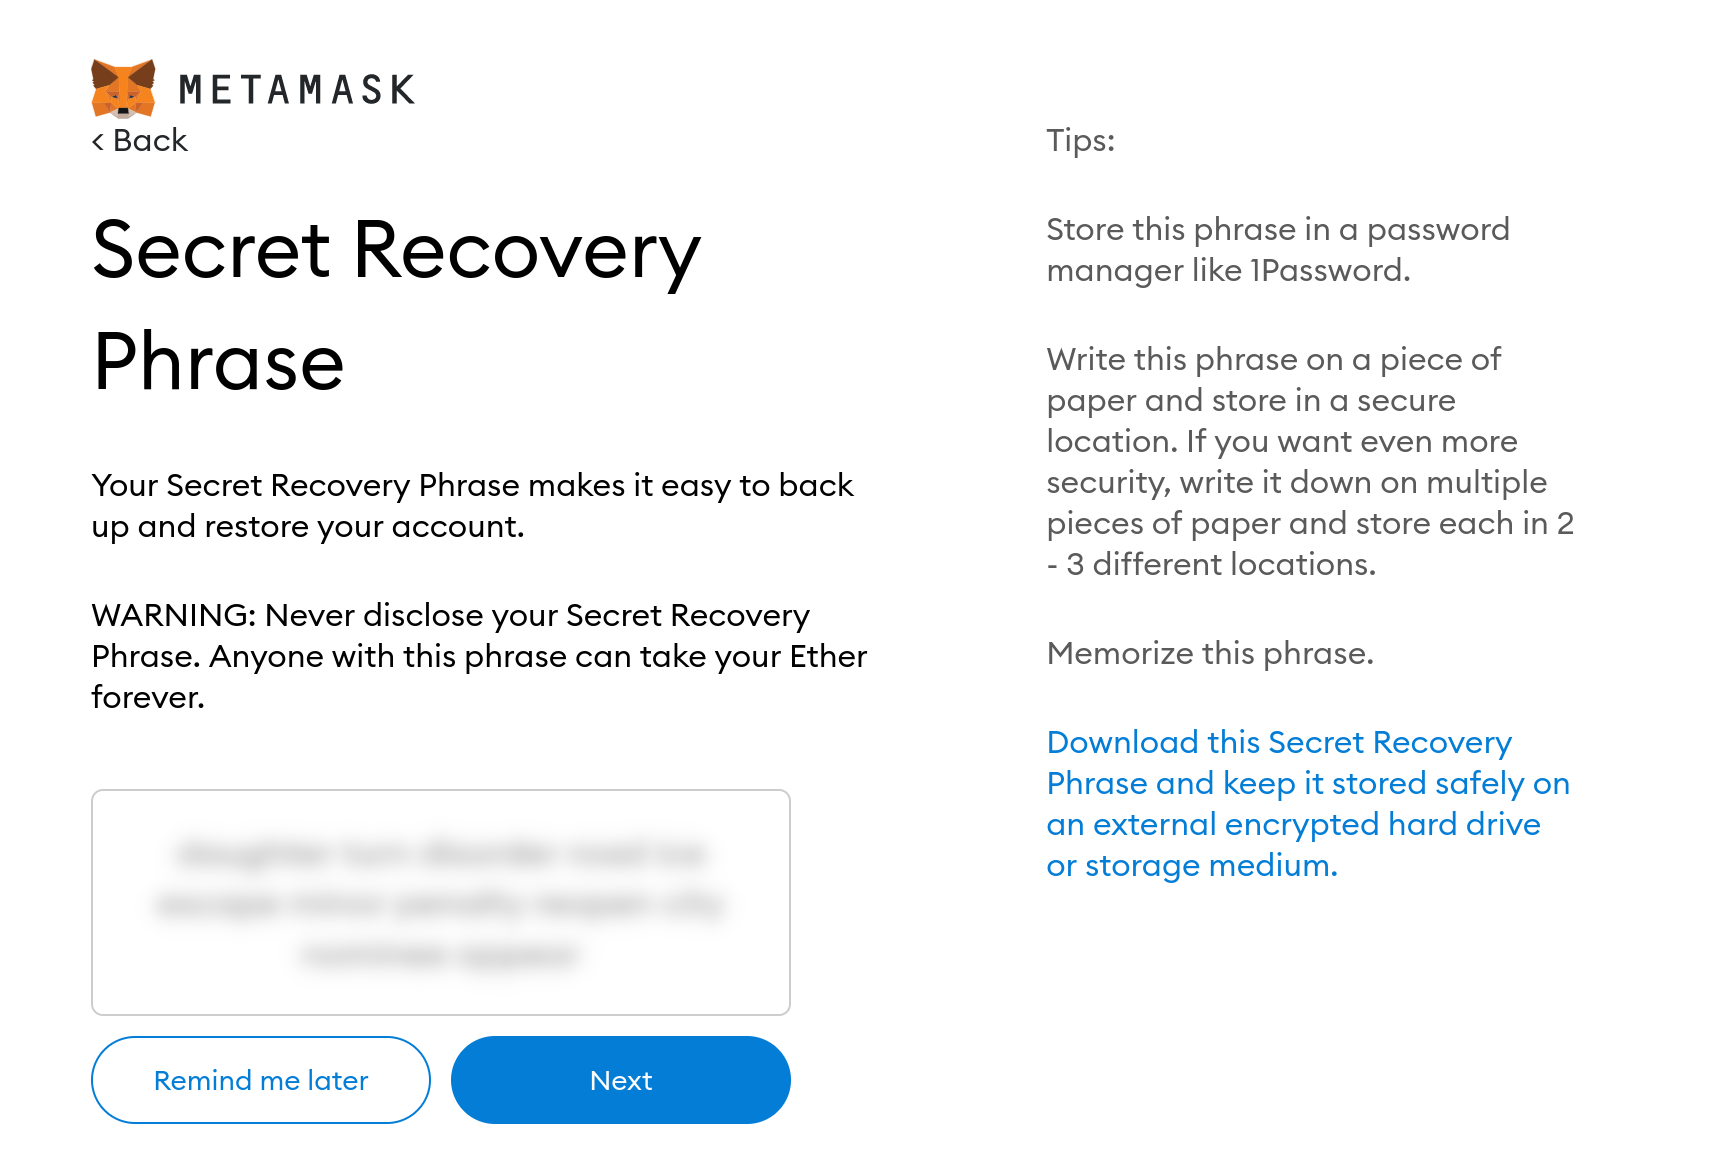 METAMASK
< Back
Secret Recovery
Phrase
Your Secret Recovery Phrase makes it easy to back
up and restore your account.
WARNING: Never disclose your Secret Recovery
Phrase. Anyone with this phrase can take your Ether
forever.
Remind me later
Next
Tips:
Store this phrase in a password
manager like 1Password.
Write this phrase on a piece of
paper and store in a secure
location. If you want even more
security, write it down on multiple
pieces of paper and store each in 2
- 3 different locations.
Memorize this phrase.
Download this Secret Recovery
Phrase and keep it stored safely on
an external encrypted hard drive
or storage medium.